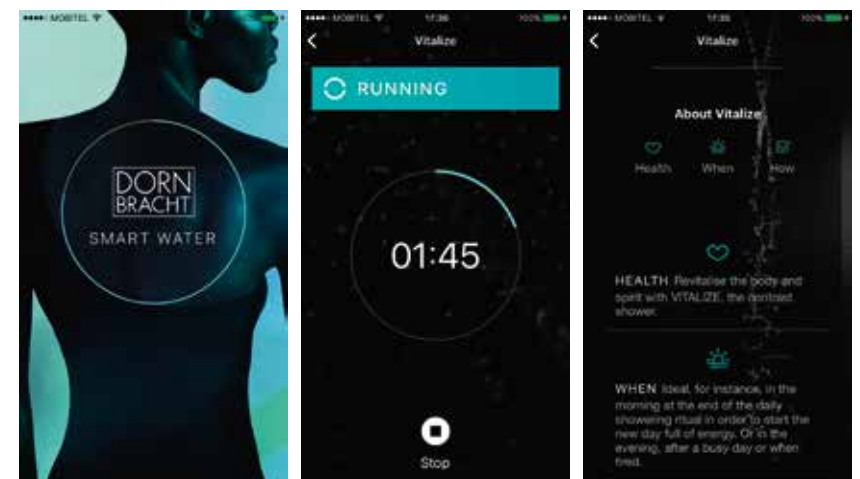 MOBITEL
DORN
BRACHT
SMART WATER
MOBITEL 17:36 100%
Vitalize
RUNNING
01:45
Stop
MOBITEL 100%
Vitalize
About Vitalize
Health When How
HEALTH Revitalise the body and
spirit with VITALIZE, the contrast
shower.
WHEN Ideal, for instance, in the
morning at the end of the daily
showering ritual in order to start the
new day full of energy. Or in the
evening, after a busy day or when
tired.